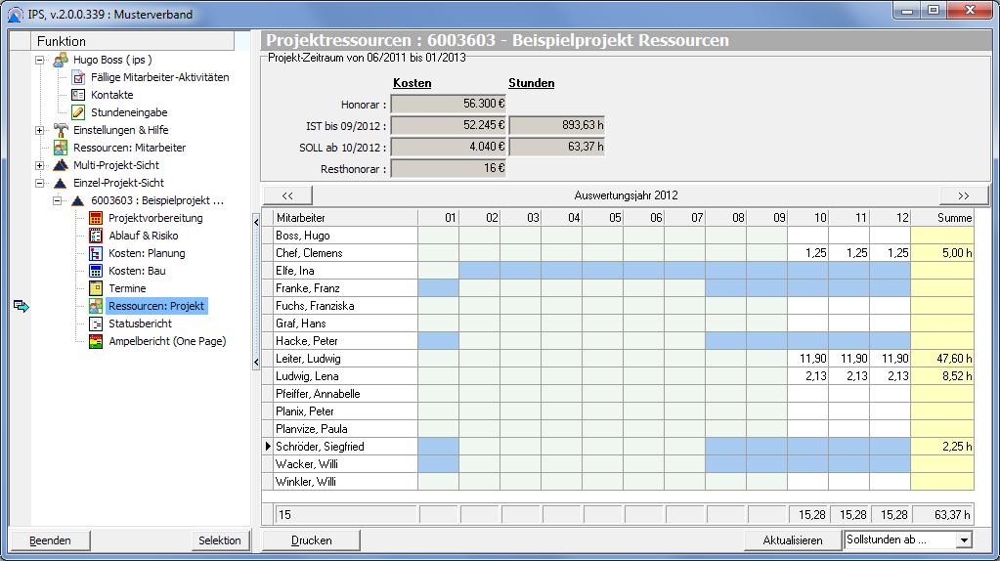 IPS, v.2.0.0.339 : Musterverband
Funktion
Hugo Boss ( ips )
Fällige Mitarbeiter-Aktivitäten
Kontakte
Stundeneingabe
Einstellungen & Hilfe
Ressourcen: Mitarbeiter
Multi-Projekt-Sicht
Einzel-Projekt-Sicht
6003603 : Beispielprojekt ...
Projektvorbereitung
Ablauf & Risiko
Kosten: Planung
Kosten: Bau
Termine
Ressourcen: Projekt
Statusbericht
Ampelbericht (One Page)
Beenden
Selektion
Projektressourcen : 6003603 - Beispielprojekt Ressourcen
Projekt-Zeitraum von 06/2011 bis 01/2013
Kosten Stunden
Honorar : 56.300 €
IST bis 09/2012 : 52.245 € 893,63 h
SOLL ab 10/2012 : 4.040 € 63,37 h
Resthonorar : 16 €
<< Auswertungsjahr 2012 >>
Mitarbeiter 01 02 03 04 05 06 07 08 09 10 11 12 Summe
Boss, Hugo
Chef, Clemens 1,25 1,25 1,25 5,00 h
Elfe, Ina
Franke, Franz
Fuchs, Franziska
Graf, Hans
Hacke, Peter
Leiter, Ludwig 11,90 11,90 11,90 47,60 h
Ludwig, Lena 2,13 2,13 2,13 8,52 h
Pfeiffer, Annabelle
Planix, Peter
Planvize, Paula
Schröder, Siegfried 2,25 h
Wacker, Willi
Winkler, Willi
15 15,28 15,28 15,28 63,37 h
Drucken
Aktualisieren
Sollstunden ab ...